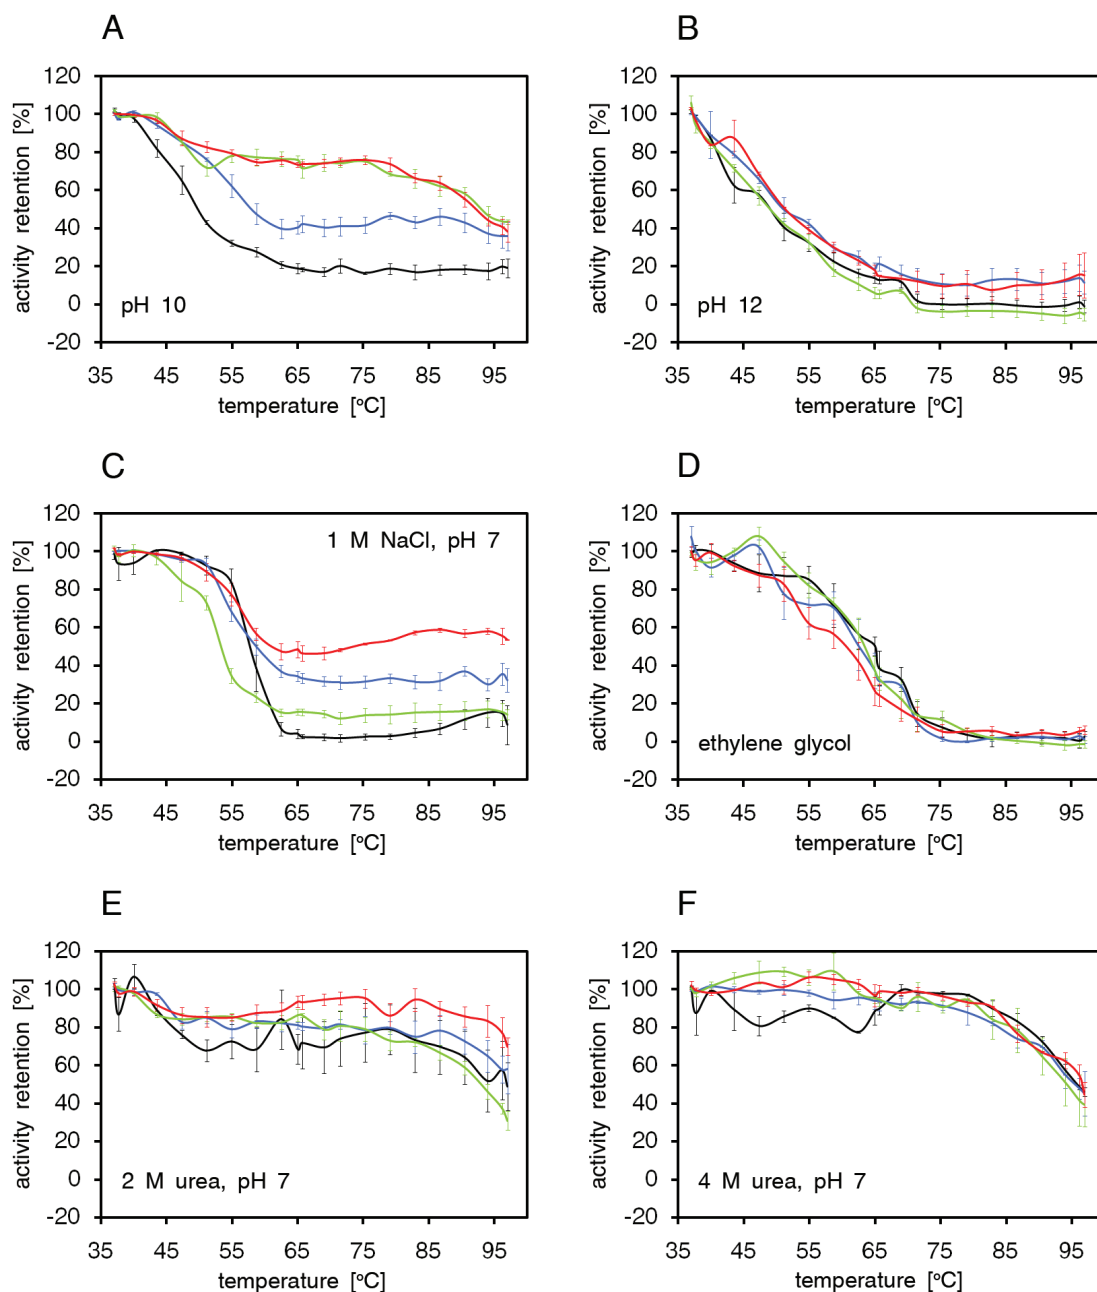 A
120
100
80
60
40
20
0
-20
activity retention [%]
pH 10
35 45 55 65 75 85 95
temperature [°C]
B
120
100
80
60
40
20
0
-20
activity retention [%]
pH 12
35 45 55 65 75 85 95
temperature [°C]
C
120
100
80
60
40
20
0
-20
activity retention [%]
1 M NaCl, pH 7
35 45 55 65 75 85 95
temperature [°C]
D
120
100
80
60
40
20
0
-20
activity retention [%]
ethylene glycol
35 45 55 65 75 85 95
temperature [°C]
E
120
100
80
60
40
20
0
-20
activity retention [%]
2 M urea, pH 7
35 45 55 65 75 85 95
temperature [°C]
F
120
100
80
60
40
20
0
-20
activity retention [%]
4 M urea, pH 7
35 45 55 65 75 85 95
temperature [°C]